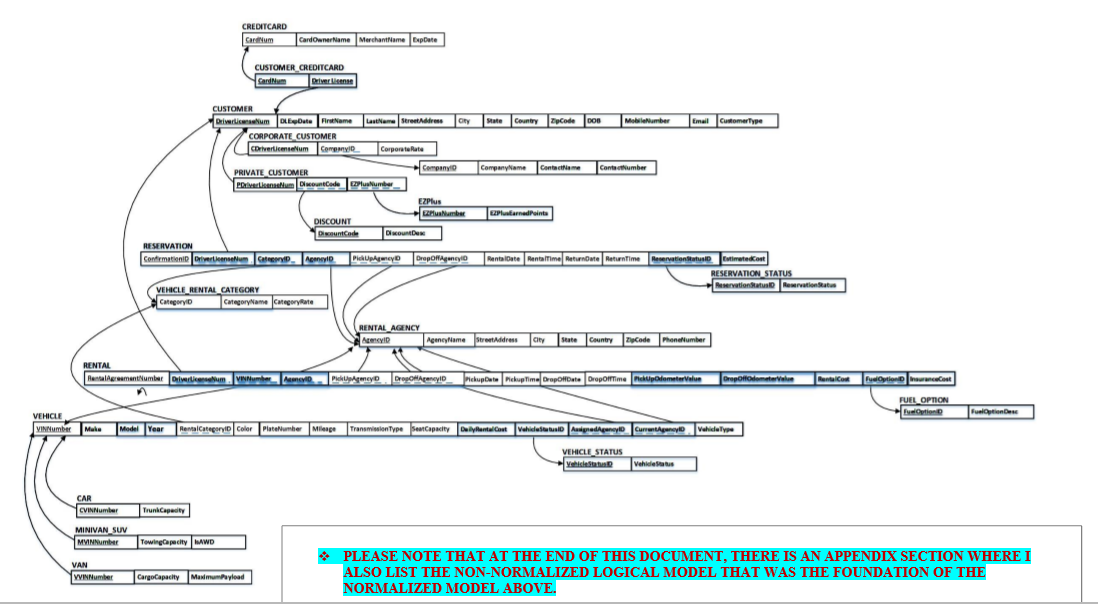 CREDITCARD
CardNum CardOwnerName MerchantName ExpDate
CUSTOMER_CREDITCARD
CardNum Driver License
CUSTOMER
DriverLicenseNum DLExpDate FirstName LastName StreetAddress City State Country ZipCode DOB MobileNumber Email CustomerType
CORPORATE_CUSTOMER
CDriverLicenseNum CompanyID CorporateRate
CompanyID CompanyName ContactName ContactNumber
PRIVATE_CUSTOMER
PDriverLicenseNum DiscountCode EZPlusNumber
EZPlus
EZPlusNumber EZPlusEarnedPoints
DISCOUNT
DiscountCode DiscountDesc
RESERVATION
ConfirmationID DriverLicenseNum CategoryID AgencyID PickUpAgencyID DropOffAgencyID RentalDate RentalTime ReturnDate ReturnTime ReservationStatusID EstimatedCost
RESERVATION_STATUS
ReservationStatusID ReservationStatus
VEHICLE_RENTAL_CATEGORY
CategoryID CategoryName CategoryRate
RENTAL_AGENCY
AgencyID AgencyName StreetAddress City State Country ZipCode PhoneNumber
RENTAL
RentalAgreementNumber DriverLicenseNum VINNumber AgencyID PickUpAgencyID DropOffAgencyID PickupDate PickupTime DropOffDate DropOffTime PickUpOdometerValue DropOffOdometerValue RentalCost FuelOptionID InsuranceCost
FUEL_OPTION
FuelOptionID FuelOptionDesc
VEHICLE
VINNumber Make Model Year RentalCategoryID Color PlateNumber Mileage TransmissionType SeatCapacity DailyRentalCost VehicleStatusID AssignedAgencyID CurrentAgencyID VehicleType
VEHICLE_STATUS
VehicleStatusID VehicleStatus
CAR
CVINNumber TrunkCapacity
MINIVAN_SUV
MVINNumber TowingCapacity IsAWD
VAN
VVINNumber CargoCapacity MaximumPayload
❖ PLEASE NOTE THAT AT THE END OF THIS DOCUMENT, THERE IS AN APPENDIX SECTION WHERE I
ALSO LIST THE NON-NORMALIZED LOGICAL MODEL THAT WAS THE FOUNDATION OF THE
NORMALIZED MODEL ABOVE.